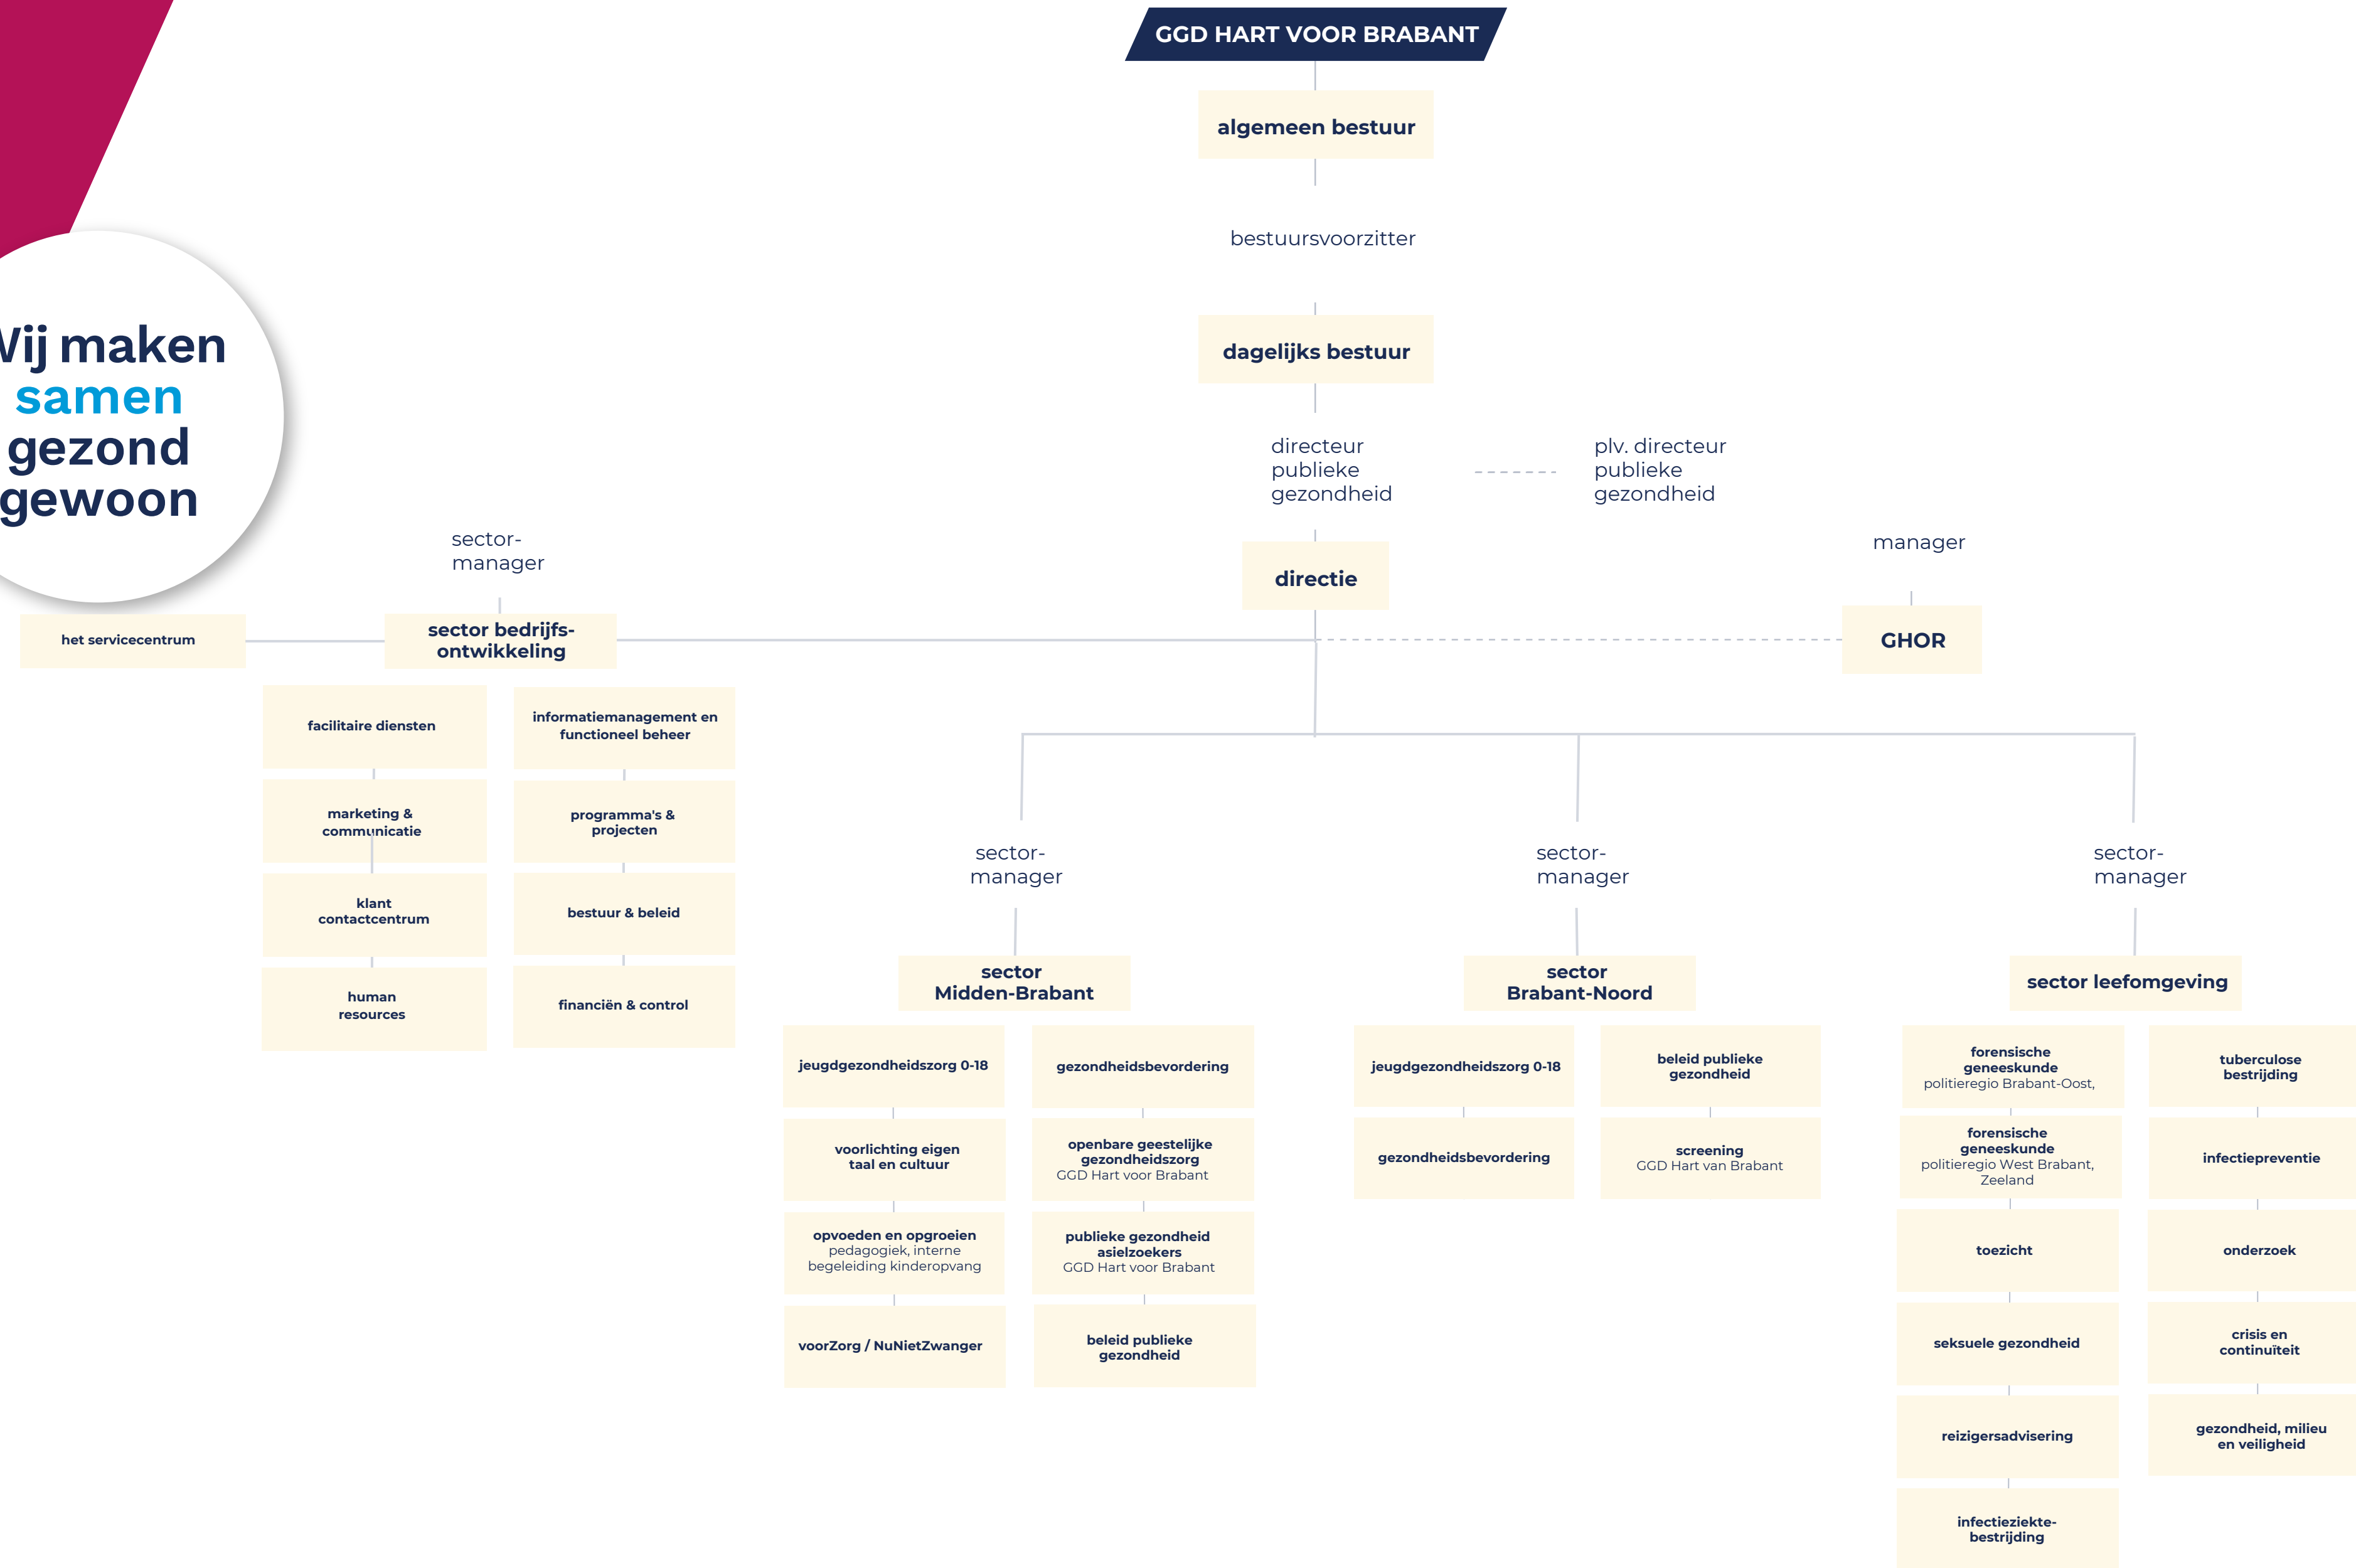 GGD HART VOOR BRABANT
algemeen bestuur
bestuursvoorzitter
dagelijks bestuur
directeur
publieke
gezondheid
plv. directeur
publieke
gezondheid
directie
manager
GHOR
Wij maken
samen
gezond
gewoon
sector-
manager
het servicecentrum
sector bedrijfs-
ontwikkeling
facilitaire diensten
marketing &
communicatie
klant
contactcentrum
human
resources
informatiemanagement en
functioneel beheer
programma's &
projecten
bestuur & beleid
financiën & control
sector-
manager
sector
Midden-Brabant
jeugdgezondheidszorg 0-18
voorlichting eigen
taal en cultuur
opvoeden en opgroeien
pedagogiek, interne
begeleiding kinderopvang
voorZorg / NuNietZwanger
gezondheidsbevordering
openbare geestelijke
gezondheidszorg
GGD Hart voor Brabant
publieke gezondheid
asielzoekers
GGD Hart voor Brabant
beleid publieke
gezondheid
sector-
manager
sector
Brabant-Noord
jeugdgezondheidszorg 0-18
gezondheidsbevordering
beleid publieke
gezondheid
screening
GGD Hart van Brabant
sector-
manager
sector leefomgeving
forensische
geneeskunde
politieregio Brabant-Oost,
forensische
geneeskunde
politieregio West Brabant,
Zeeland
toezicht
seksuele gezondheid
reizigersadvisering
infectieziekte-
bestrijding
tuberculose
bestrijding
infectiepreventie
onderzoek
crisis en
continuïteit
gezondheid, milieu
en veiligheid